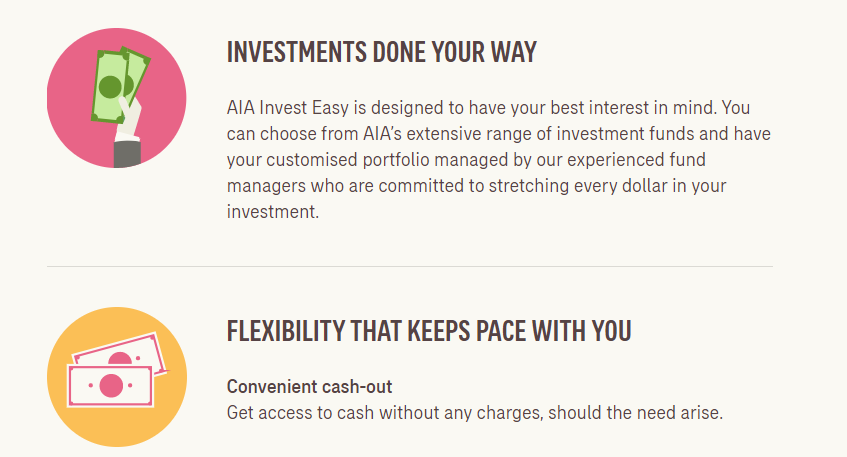 INVESTMENTS DONE YOUR WAY
AIA Invest Easy is designed to have your best interest in mind. You
can choose from AIA’s extensive range of investment funds and have
your customised portfolio managed by our experienced fund
managers who are committed to stretching every dollar in your
investment.
FLEXIBILITY THAT KEEPS PACE WITH YOU
Convenient cash-out
Get access to cash without any charges, should the need arise.